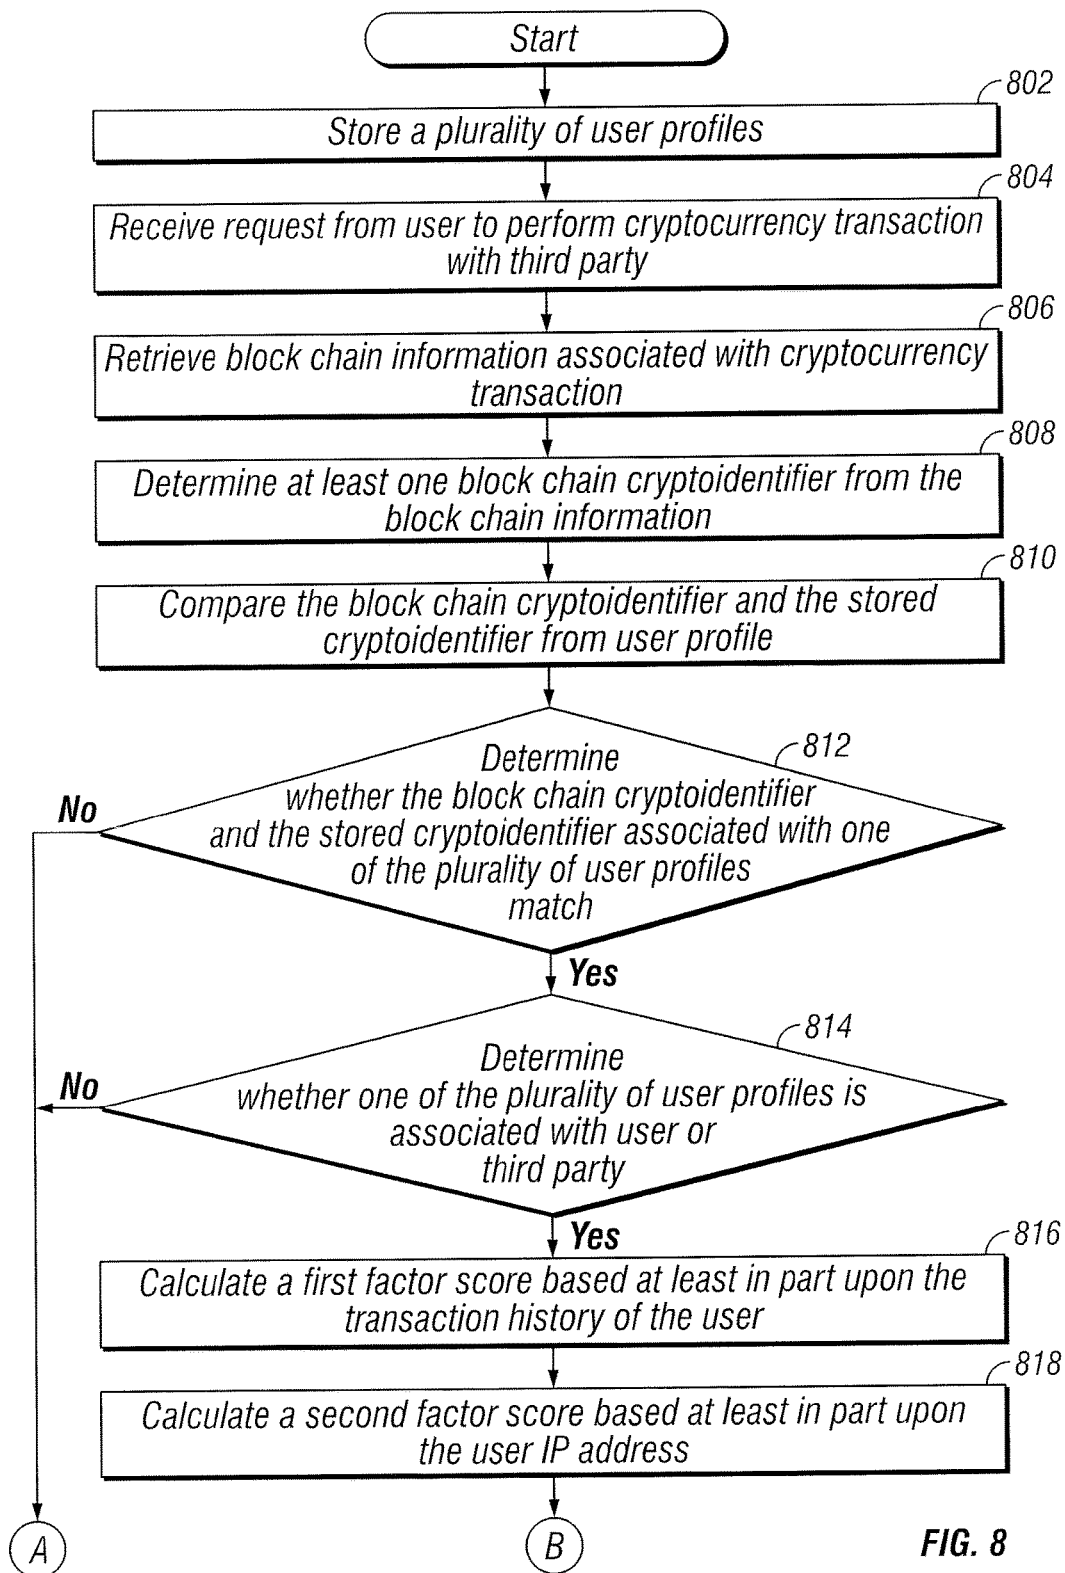 Start
802
Store a plurality of user profiles
804
Receive request from user to perform cryptocurrency transaction
with third party
806
Retrieve block chain information associated with cryptocurrency
transaction
808
Determine at least one block chain cryptoidentifier from the
block chain information
810
Compare the block chain cryptoidentifier and the stored
cryptoidentifier from user profile
812
Determine
whether the block chain cryptoidentifier
and the stored cryptoidentifier associated with one
of the plurality of user profiles
match
No
Yes
814
Determine
whether one of the plurality of user profiles is
associated with user or
third party
No
Yes
816
Calculate a first factor score based at least in part upon the
transaction history of the user
818
Calculate a second factor score based at least in part upon
the user IP address
A
B
FIG. 8